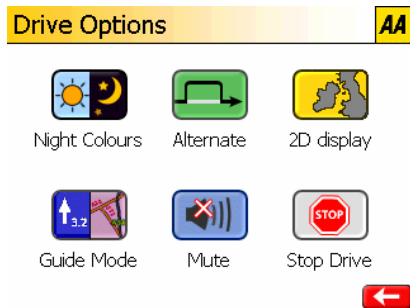 Drive Options
AA
Night Colours
Alternate
2D display
3.2
STOP
Guide Mode
Mute
Stop Drive